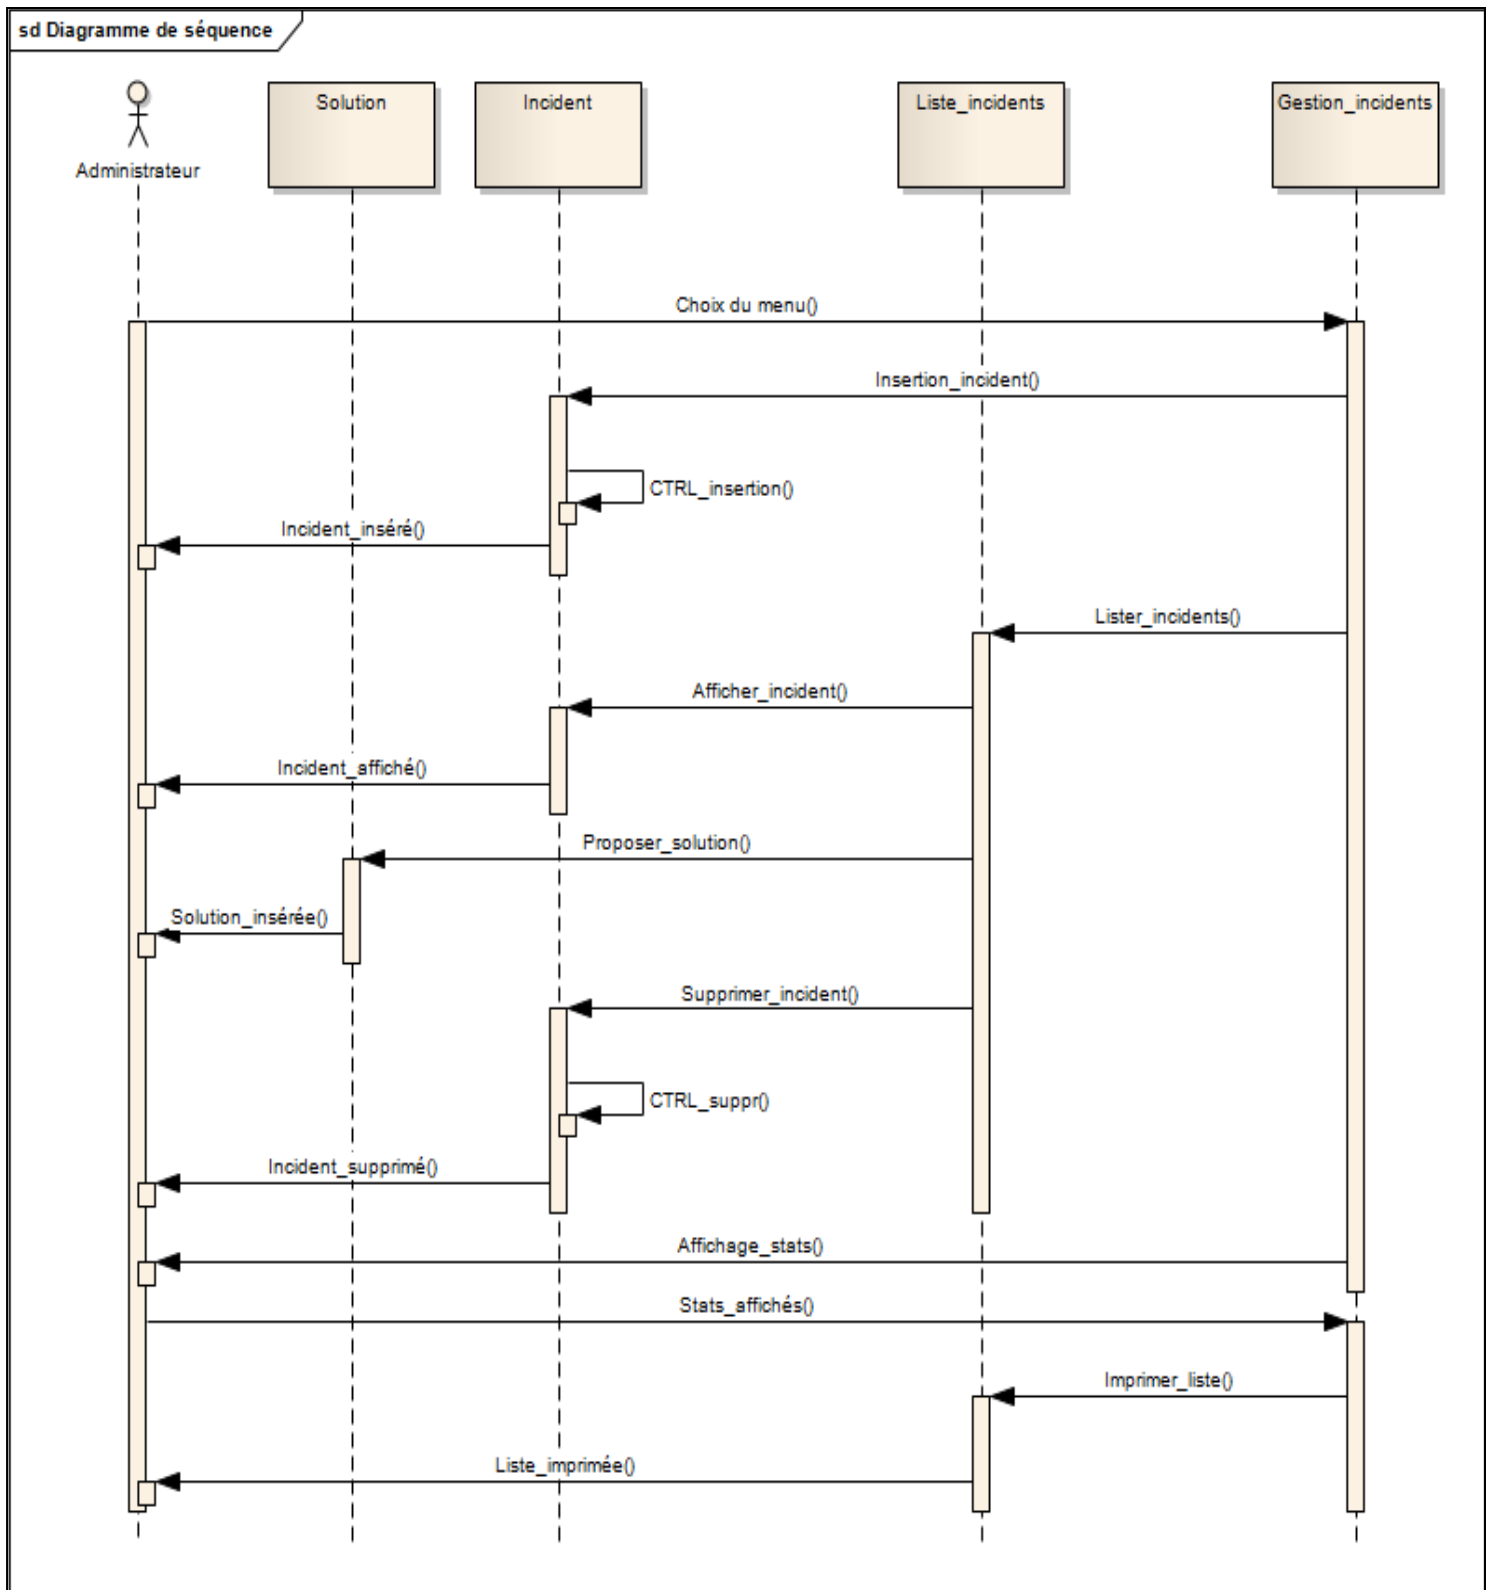 sd Diagramme de séquence
Administrateur
Solution
Incident
Liste_incidents
Gestion_incidents
Choix du menu()
Insertion_incident()
CTRL_insertion()
Incident_inséré()
Lister_incidents()
Afficher_incident()
Incident_affiché()
Proposer_solution()
Solution_insérée()
Supprimer_incident()
CTRL_suppr()
Incident_supprimé()
Affichage_stats()
Stats_affichés()
Imprimer_liste()
Liste_imprimée()